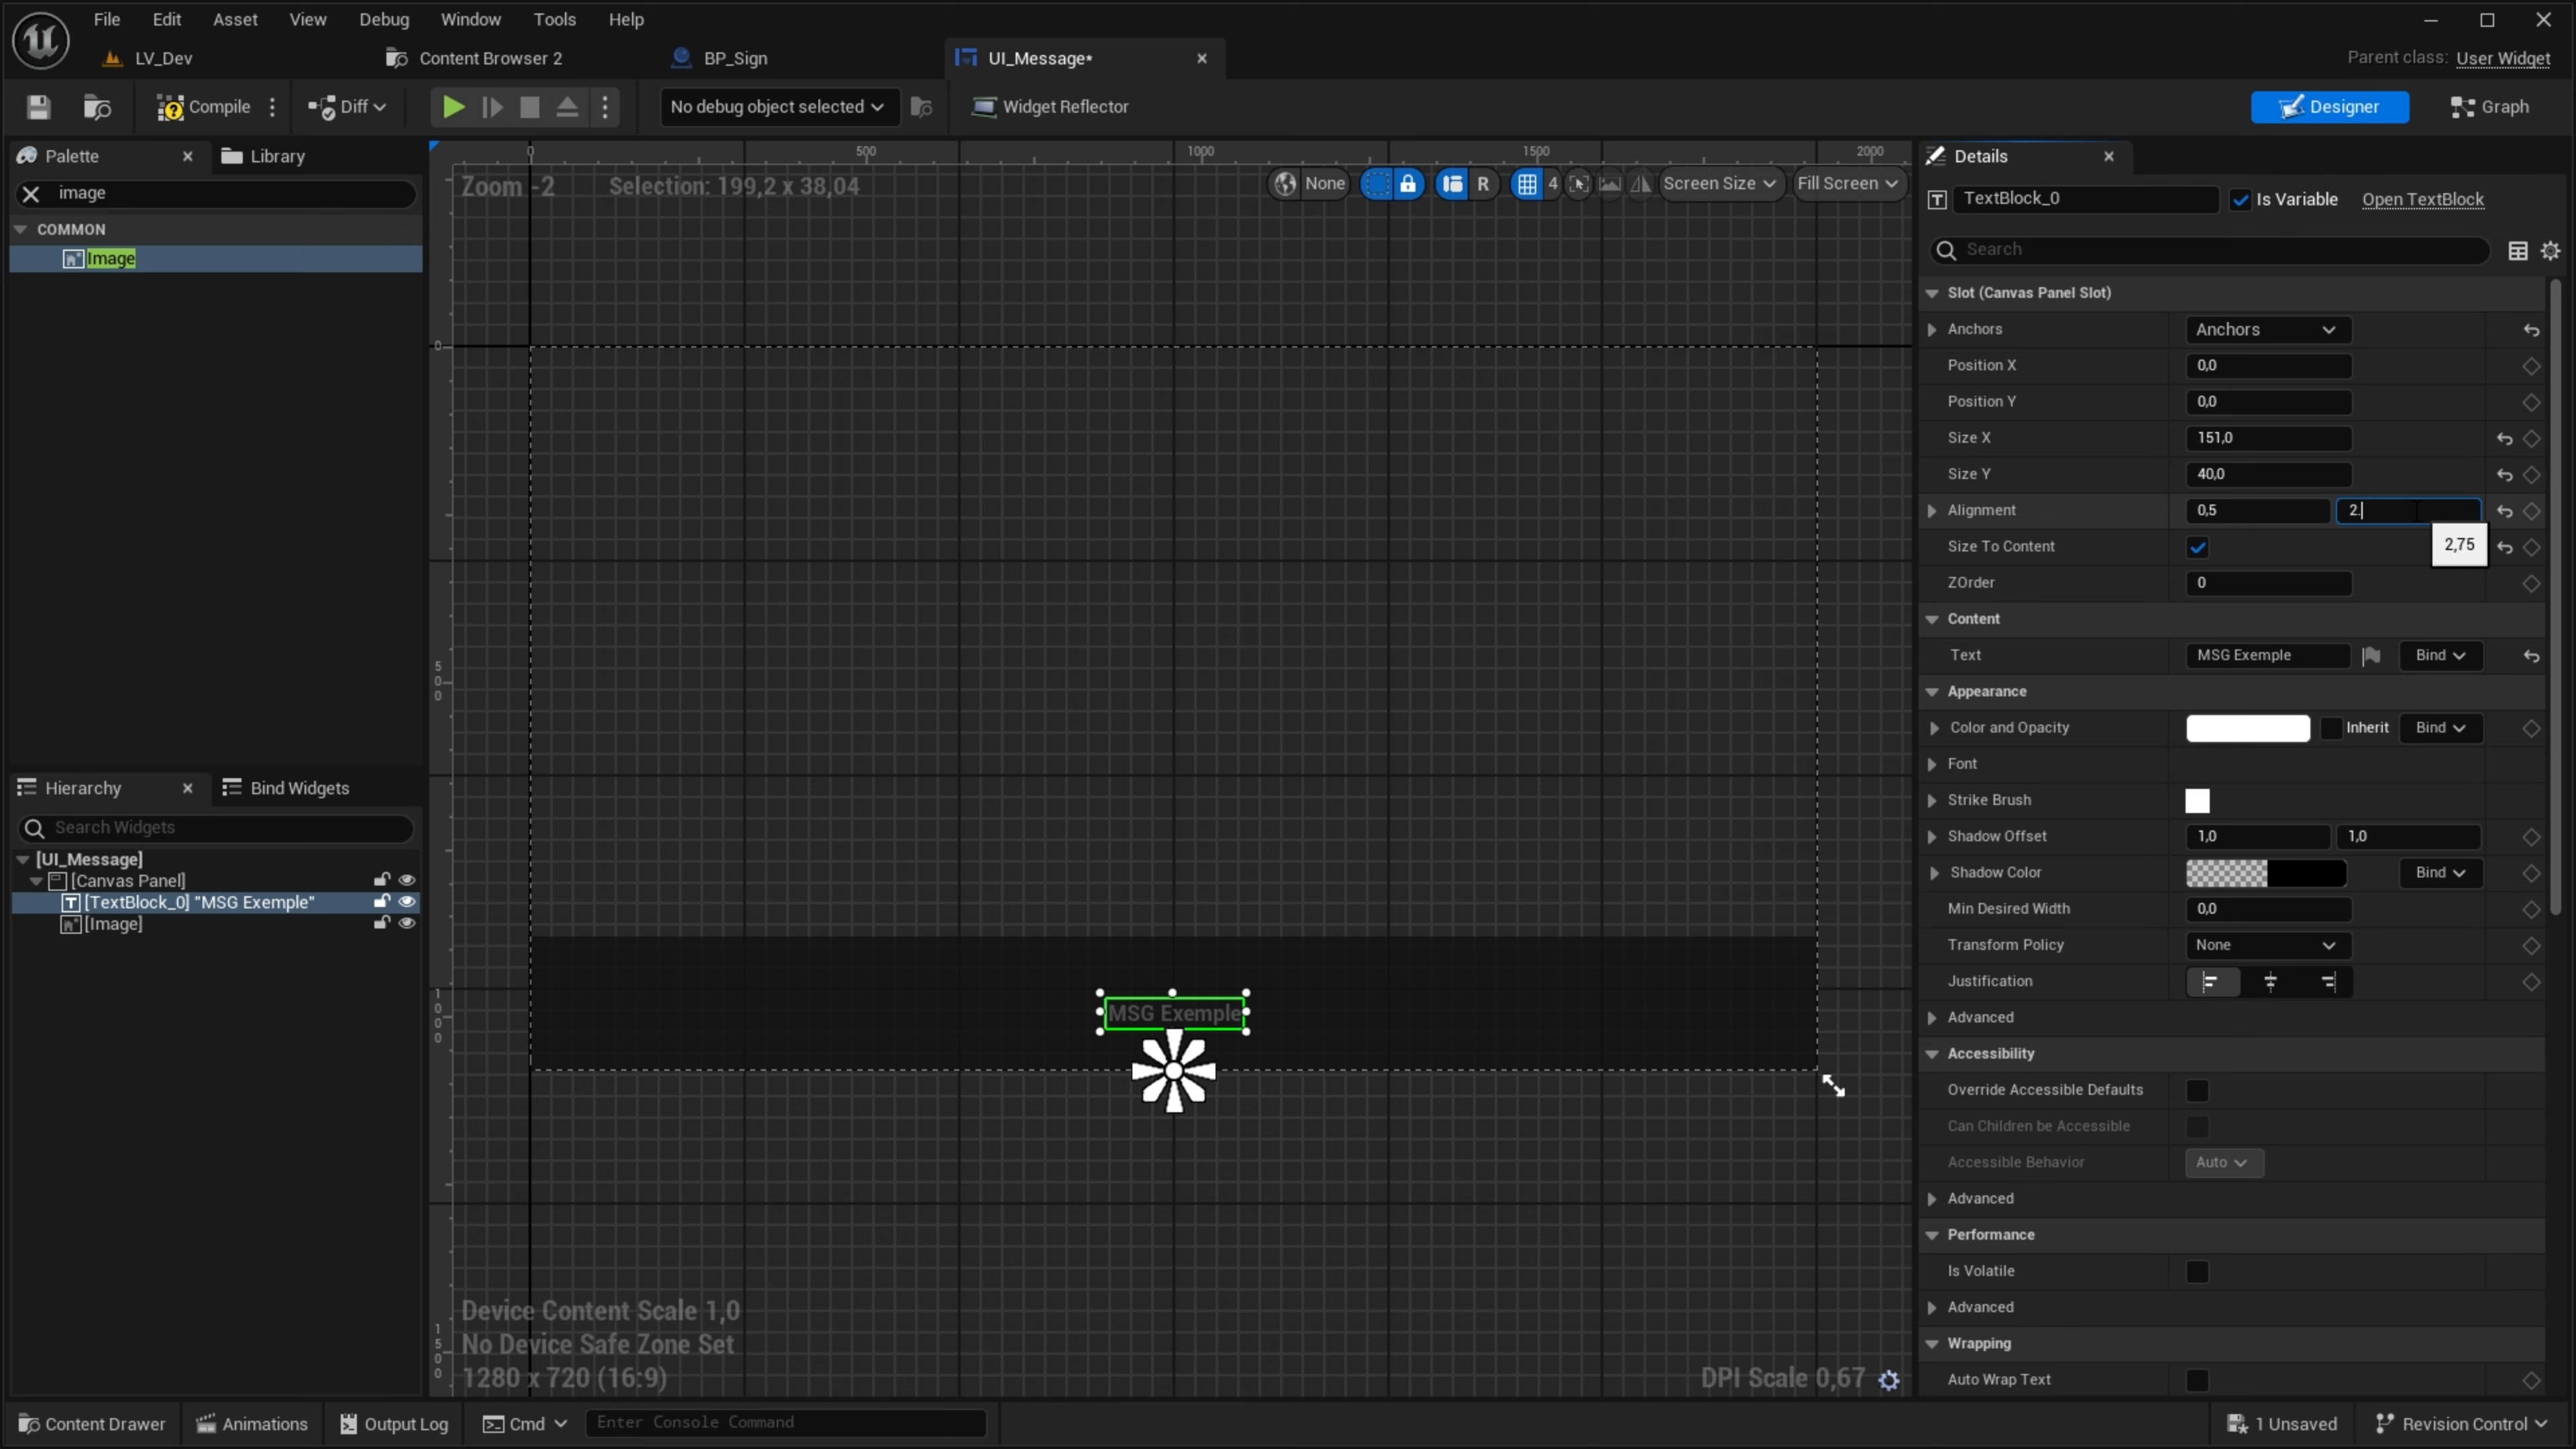 File Edit Asset View Debug Window Tools Help
LV_Dev Content Browser 2 BP_Sign UI_Message* Parent class: User Widget
Compile Diff No debug object selected Widget Reflector Designer Graph
Palette Library
image
COMMON
Image
Hierarchy Bind Widgets
Search Widgets
[UI_Message]
[Canvas Panel]
[TextBlock_0] "MSG Exemple"
[Image]
0 500 1000 1500 2000
Zoom -2 Selection: 199,2 x 38,04 None R 4 Screen Size Fill Screen
0
500
1000
1500
MSG Exemple
Device Content Scale 1,0
No Device Safe Zone Set
1280 x 720 (16:9) DPI Scale 0,67
Details
TextBlock_0 Is Variable Open TextBlock
Search
Slot (Canvas Panel Slot)
Anchors Anchors
Position X 0,0
Position Y 0,0
Size X 151,0
Size Y 40,0
Alignment 0,5 2.
Size To Content 2,75
ZOrder 0
Content
Text MSG Exemple Bind
Appearance
Color and Opacity Inherit Bind
Font
Strike Brush
Shadow Offset 1,0 1,0
Shadow Color Bind
Min Desired Width 0,0
Transform Policy None
Justification
Advanced
Accessibility
Override Accessible Defaults
Can Children be Accessible
Accessible Behavior Auto
Advanced
Performance
Is Volatile
Advanced
Wrapping
Auto Wrap Text
Content Drawer Animations Output Log Cmd Enter Console Command 1 Unsaved Revision Control